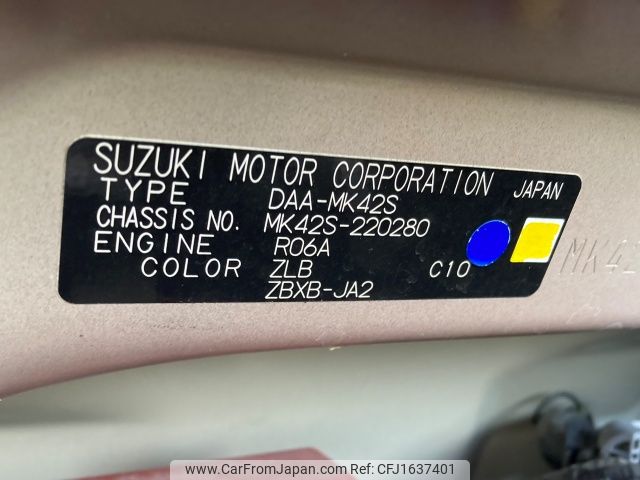 SUZUKI MOTOR CORPORATION JAPAN
TYPE DAA-MK42S
CHASSIS NO. MK42S-220280
ENGINE R06A
COLOR ZLB C10
ZBXB-JA2
MK4
www.CarFromJapan.com | Ref No. CFJ1637401